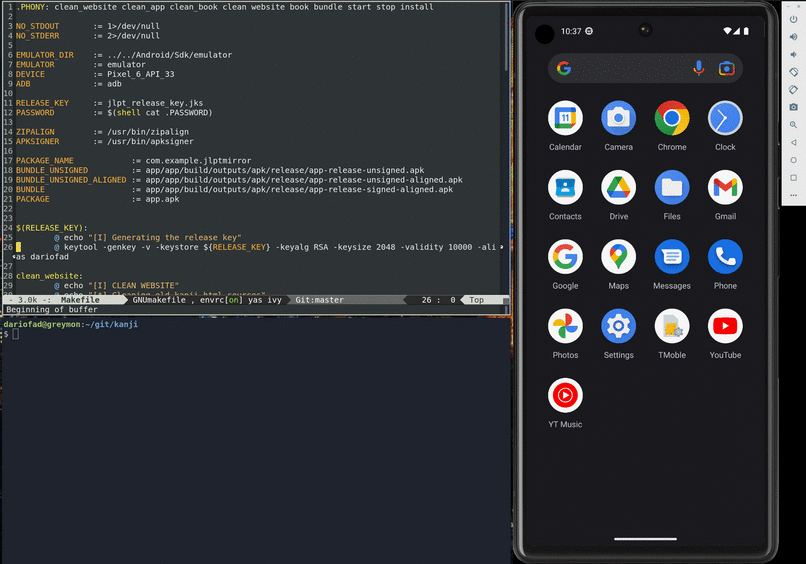 1 .PHONY: clean_website clean_app clean_book clean website book bundle start stop install
2
3 NO_STDOUT := 1>/dev/null
4 NO_STDERR := 2>/dev/null
5
6 EMULATOR_DIR := ../../Android/Sdk/emulator
7 EMULATOR := emulator
8 DEVICE := Pixel_6_API_33
9 ADB := adb
10
11 RELEASE_KEY := jlpt_release_key.jks
12 PASSWORD := $(shell cat .PASSWORD)
13
14 ZIPALIGN := /usr/bin/zipalign
15 APKSIGNER := /usr/bin/apksigner
16
17 PACKAGE_NAME := com.example.jlptmirror
18 BUNDLE_UNSIGNED := app/app/build/outputs/apk/release/app-release-unsigned.apk
19 BUNDLE_UNSIGNED_ALIGNED := app/app/build/outputs/apk/release/app-release-unsigned-aligned.apk
20 BUNDLE := app/app/build/outputs/apk/release/app-release-signed-aligned.apk
21 PACKAGE := app.apk
22
23
24 $(RELEASE_KEY):
25 @ echo "[I] Generating the release key"
26 @ keytool -genkey -v -keystore ${RELEASE_KEY} -keyalg RSA -keysize 2048 -validity 10000 -ali
as dariofad
27
28 clean_website:
29 @ echo "[I] CLEAN WEBSITE"
30 @ echo "[I] Cleaning old kanji html sources"
- 3.0k -: Makefile GNUmakefile , envrc[on] yas ivy Git:master 26 : 0 Top
Beginning of buffer
dariofad@greymon:~/git/kanji
$
10:37
31
Calendar Camera Chrome Clock
Contacts Drive Files Gmail
Google Maps Messages Phone
Photos Settings TMoble YouTube
YT Music